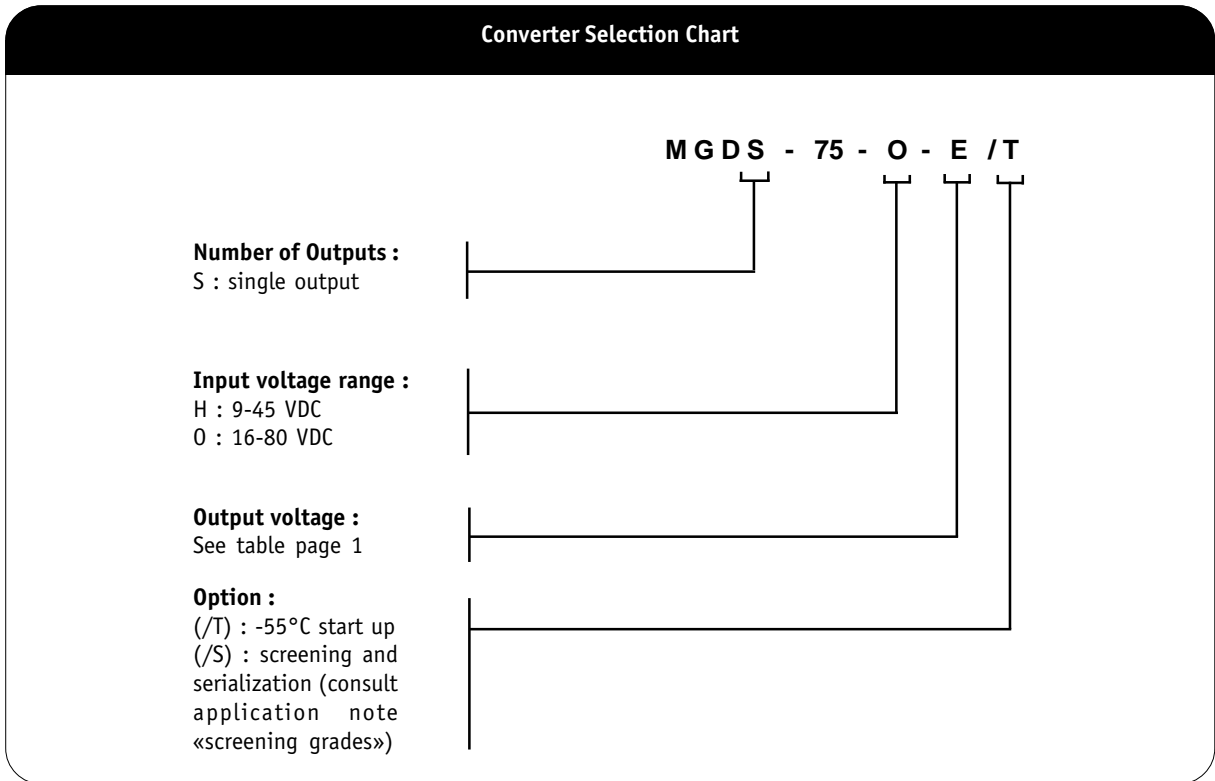 Converter Selection Chart
MGDS - 75 - O - E /T
Number of Outputs :
S : single output
Input voltage range :
H : 9-45 VDC
O : 16-80 VDC
Output voltage :
See table page 1
Option :
(/T) : -55°C start up
(/S) : screening and
serialization (consult
application note
«screening grades»)